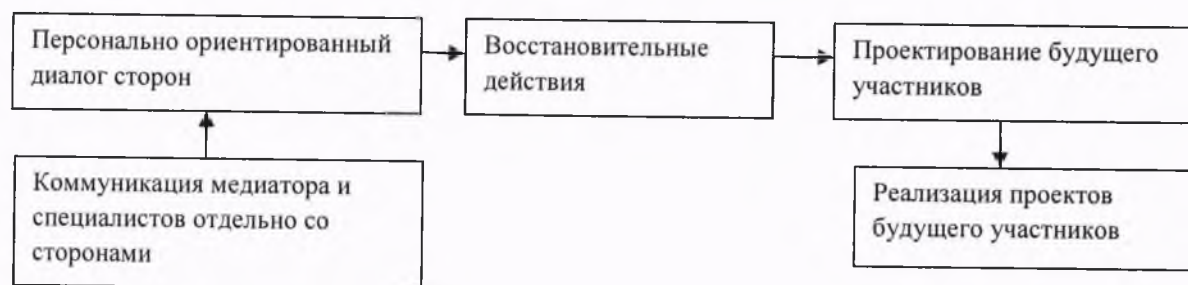 Персонально ориентированный
диалог сторон
Восстановительные
действия
Проектирование будущего
участников
Коммуникация медиатора и
специалистов отдельно со
сторонами
Реализация проектов
будущего участников